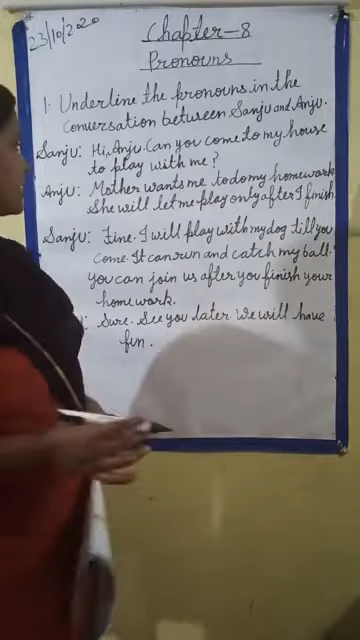 23/10/2020
Chapter-8
Pronouns
1. Underline the pronouns in the
conversation between Sanju and Anju.
Sanju: Hi, Anju. Can you come to my house
to play with me?
Anju: Mother wants me to do my homework.
She will let me play only after I finish.
Sanju: Fine. I will play with my dog till you
come. It can run and catch my ball.
You can join us after you finish your
homework.
: Sure. See you later. We will have
fun.